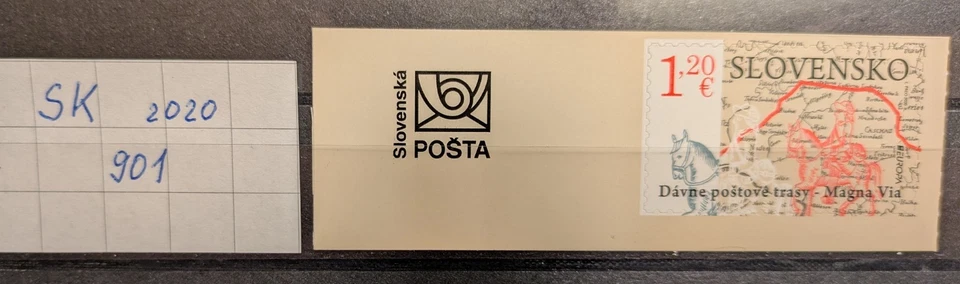 SK 2020
901
Slovenská
POŠTA
1,20
€
SLOVENSKO
EUROPA
Dávne poštové trasy - Magna Via